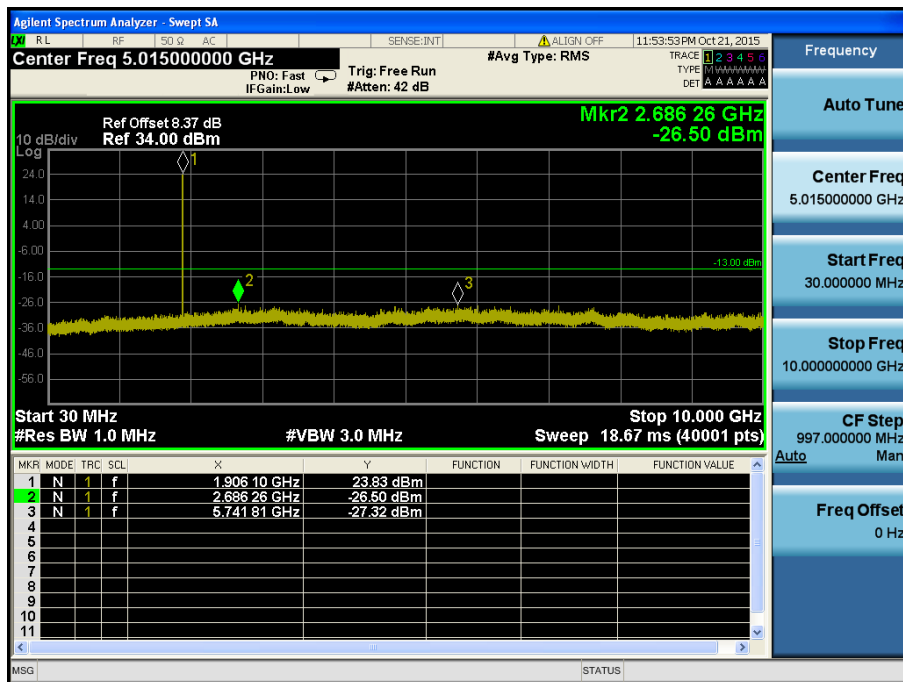 Agilent Spectrum Analyzer - Swept SA
LXI RL RF 50 Ω AC SENSE:INT ALIGN OFF 11:53:53 PM Oct 21, 2015
Center Freq 5.015000000 GHz
PNO: Fast
IFGain:Low
Trig: Free Run
#Atten: 42 dB
#Avg Type: RMS
TRACE 1 2 3 4 5 6
TYPE M
DET A A A A A A
Mkr2 2.686 26 GHz
-26.50 dBm
Ref Offset 8.37 dB
10 dB/div Ref 34.00 dBm
Log
24.0
14.0
4.00
-6.00
-16.0
-26.0
-36.0
-46.0
-56.0
1
2
3
-13.00 dBm
Start 30 MHz Stop 10.000 GHz
#Res BW 1.0 MHz #VBW 3.0 MHz Sweep 18.67 ms (40001 pts)
MKR MODE TRC SCL X Y FUNCTION FUNCTION WIDTH FUNCTION VALUE
1 N 1 f 1.906 10 GHz 23.83 dBm
2 N 1 f 2.686 26 GHz -26.50 dBm
3 N 1 f 5.741 81 GHz -27.32 dBm
4
5
6
7
8
9
10
11
MSG STATUS
Frequency
Auto Tune
Center Freq
5.015000000 GHz
Start Freq
30.000000 MHz
Stop Freq
10.000000000 GHz
CF Step
997.000000 MHz
Auto Man
Freq Offset
0 Hz